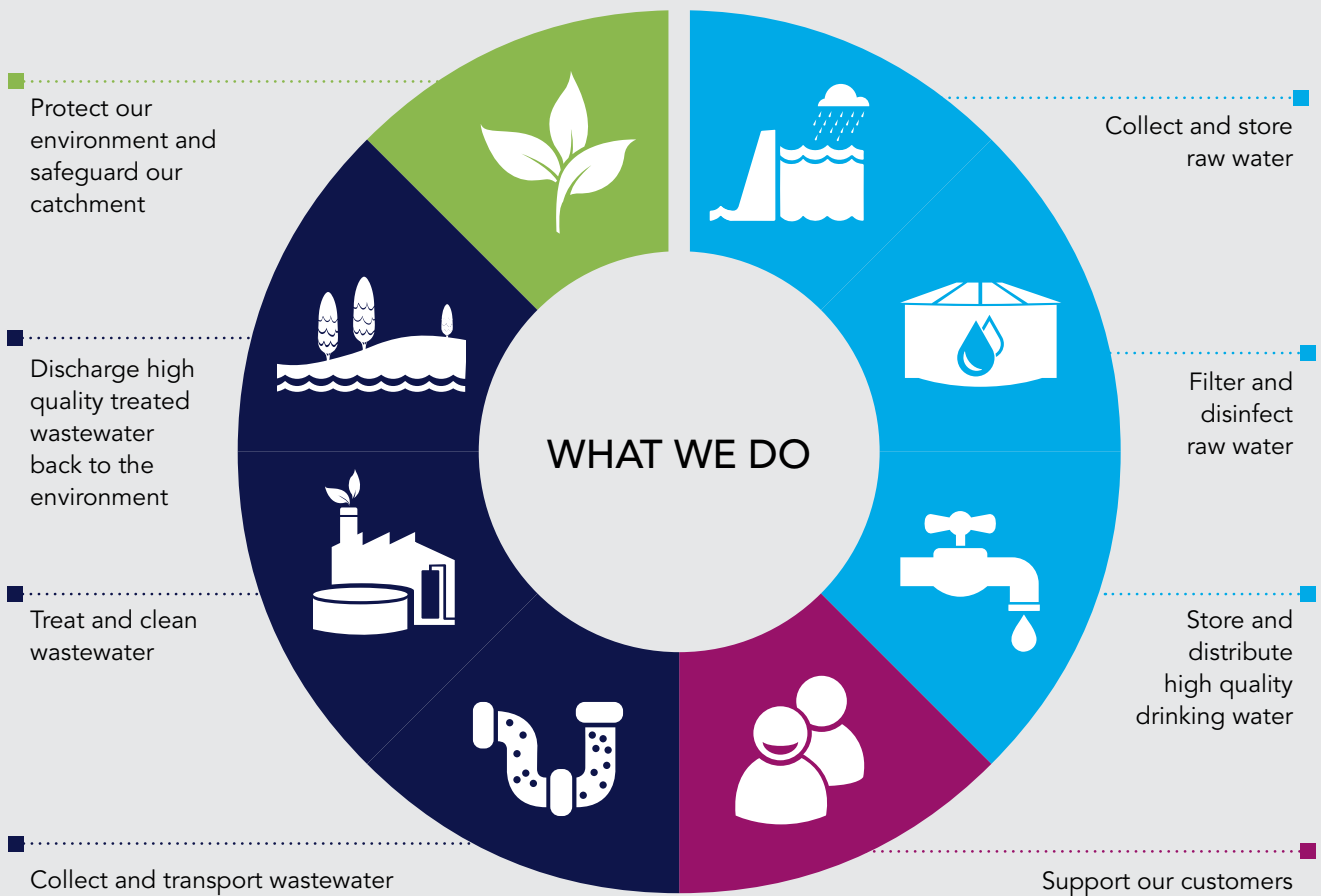 WHAT WE DO
Collect and store
raw water
Filter and
disinfect
raw water
Store and
distribute
high quality
drinking water
Support our customers
Collect and transport wastewater
Treat and clean
wastewater
Discharge high
quality treated
wastewater
back to the
environment
Protect our
environment and
safeguard our
catchment